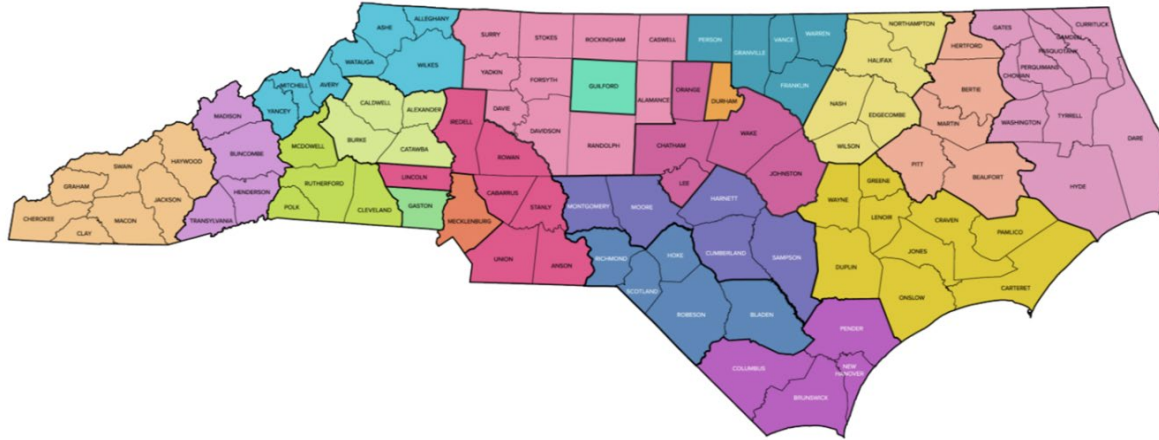 ASHE
ALLEGHANY
SURRY
STOKES
ROCKINGHAM
CASWELL
PERSON
GRANVILLE
VANCE
WARREN
NORTHAMPTON
HERTFORD
GATES
CURRITUCK
CAMDEN
PASQUOTANK
PERQUIMANS
CHOWAN
WATAUGA
WILKES
YADKIN
FORSYTH
GUILFORD
ALAMANCE
ORANGE
DURHAM
FRANKLIN
HALIFAX
BERTIE
MITCHELL
AVERY
YANCEY
CALDWELL
ALEXANDER
DAVIE
IREDELL
DAVIDSON
RANDOLPH
CHATHAM
WAKE
NASH
EDGECOMBE
MARTIN
WASHINGTON
TYRRELL
DARE
MADISON
BURKE
CATAWBA
MCDOWELL
BUNCOMBE
HAYWOOD
SWAIN
ROWAN
WILSON
PITT
BEAUFORT
HYDE
GRAHAM
JACKSON
HENDERSON
RUTHERFORD
LINCOLN
CABARRUS
STANLY
LEE
JOHNSTON
GREENE
WAYNE
CHEROKEE
CLAY
MACON
TRANSYLVANIA
POLK
CLEVELAND
GASTON
MECKLENBURG
MONTGOMERY
MOORE
HARNETT
LENOIR
CRAVEN
PAMLICO
UNION
ANSON
RICHMOND
HOKE
CUMBERLAND
SAMPSON
DUPLIN
JONES
CARTERET
SCOTLAND
ONSLOW
ROBESON
BLADEN
PENDER
COLUMBUS
NEW
HANOVER
BRUNSWICK